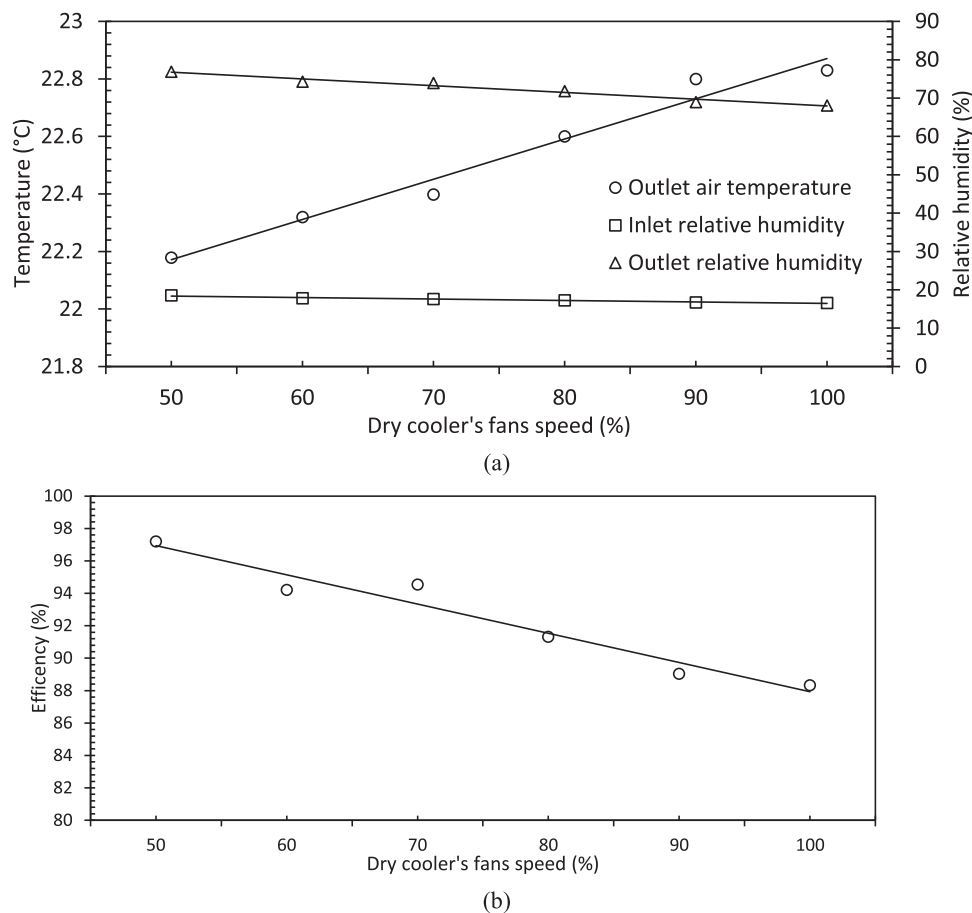 23
22.8
22.6
22.4
22.2
22
21.8
Temperature (°C)
90
80
70
60
50
40
30
20
10
0
Relative humidity (%)
Outlet air temperature
Inlet relative humidity
Outlet relative humidity
50 60 70 80 90 100
Dry cooler's fans speed (%)
(a)
100
98
96
94
92
90
88
86
84
82
80
Efficency (%)
50 60 70 80 90 100
Dry cooler's fans speed (%)
(b)